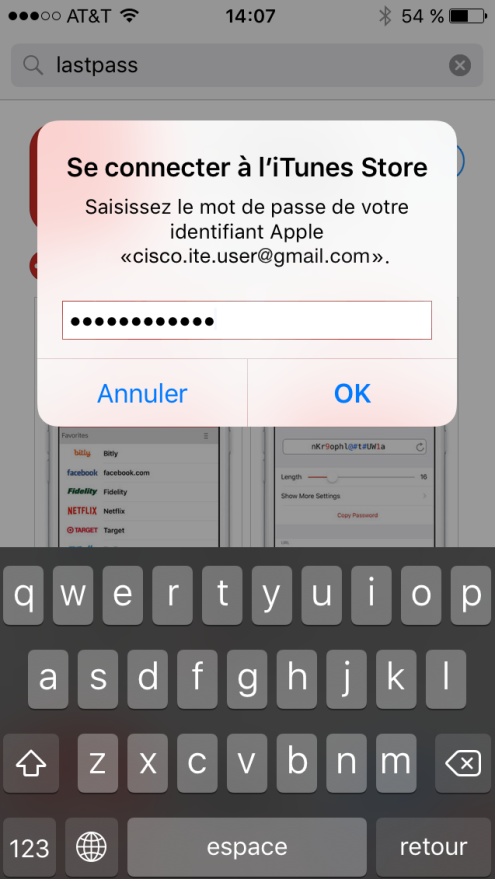 AT&T 14:07 54 %
lastpass
Se connecter à l'iTunes Store
Saisissez le mot de passe de votre
identifiant Apple
«cisco.ite.user@gmail.com».
●●●●●●●●●●●●
Annuler OK
Favorites
bitly Bitly
facebook facebook.com
Fidelity Fidelity
NETFLIX Netflix
TARGET Target
nKr9ophl@#t#UW1a
Length 16
Show More Settings
Copy Password
q w e r t y u i o p
a s d f g h j k l
z x c v b n m
123 espace retour